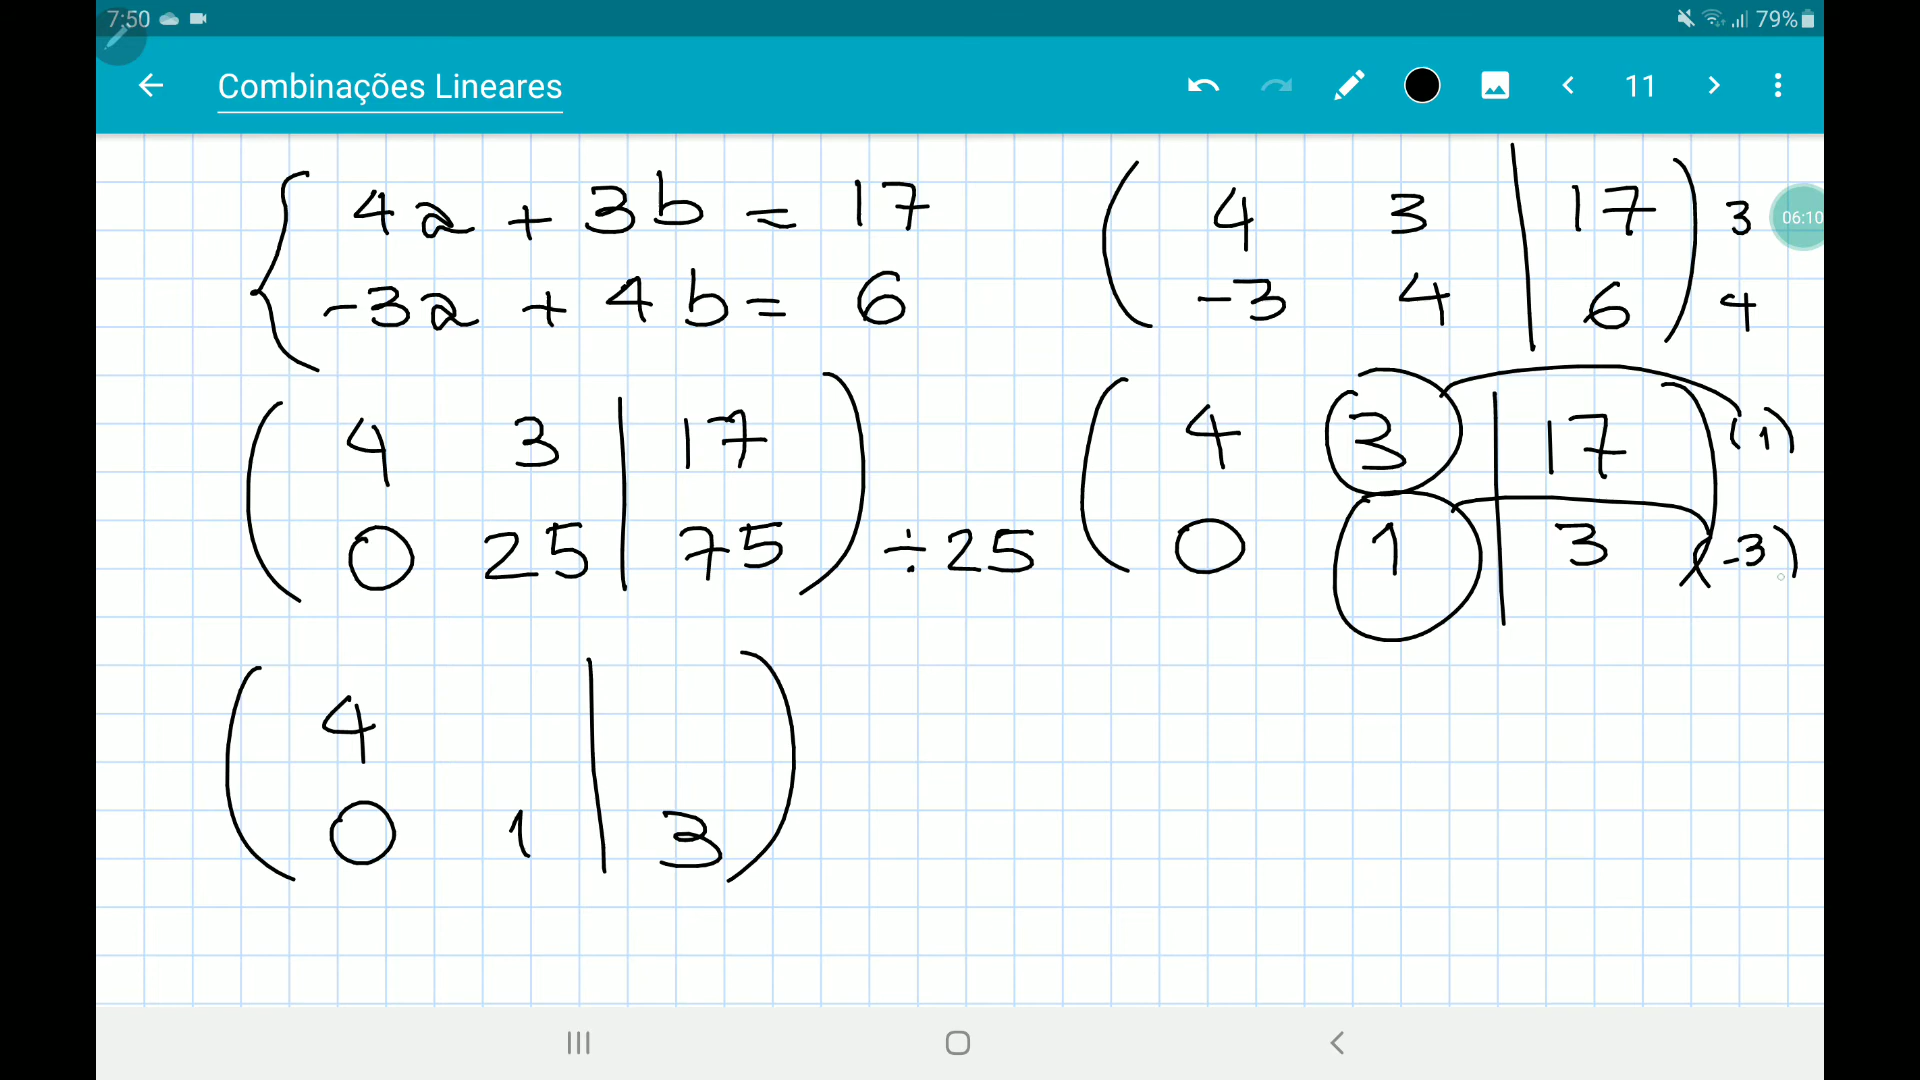 7:50 79%
Combinações Lineares 11
4a + 3b = 17
-3a + 4b = 6
4 3 | 17 3
-3 4 | 6 4
06:10
4 3 | 17
0 25 | 75 ÷25
4 3 | 17 (1)
0 1 | 3 (-3)
4
0 1 | 3